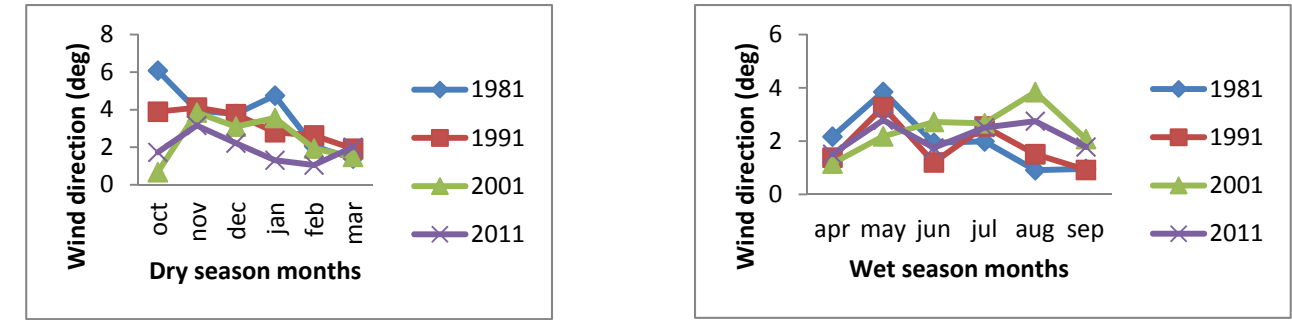 Wind direction (deg)
8
6
4
2
0
oct nov dec jan feb mar
Dry season months
1981
1991
2001
2011
Wind direction (deg)
6
4
2
0
apr may jun jul aug sep
Wet season months
1981
1991
2001
2011